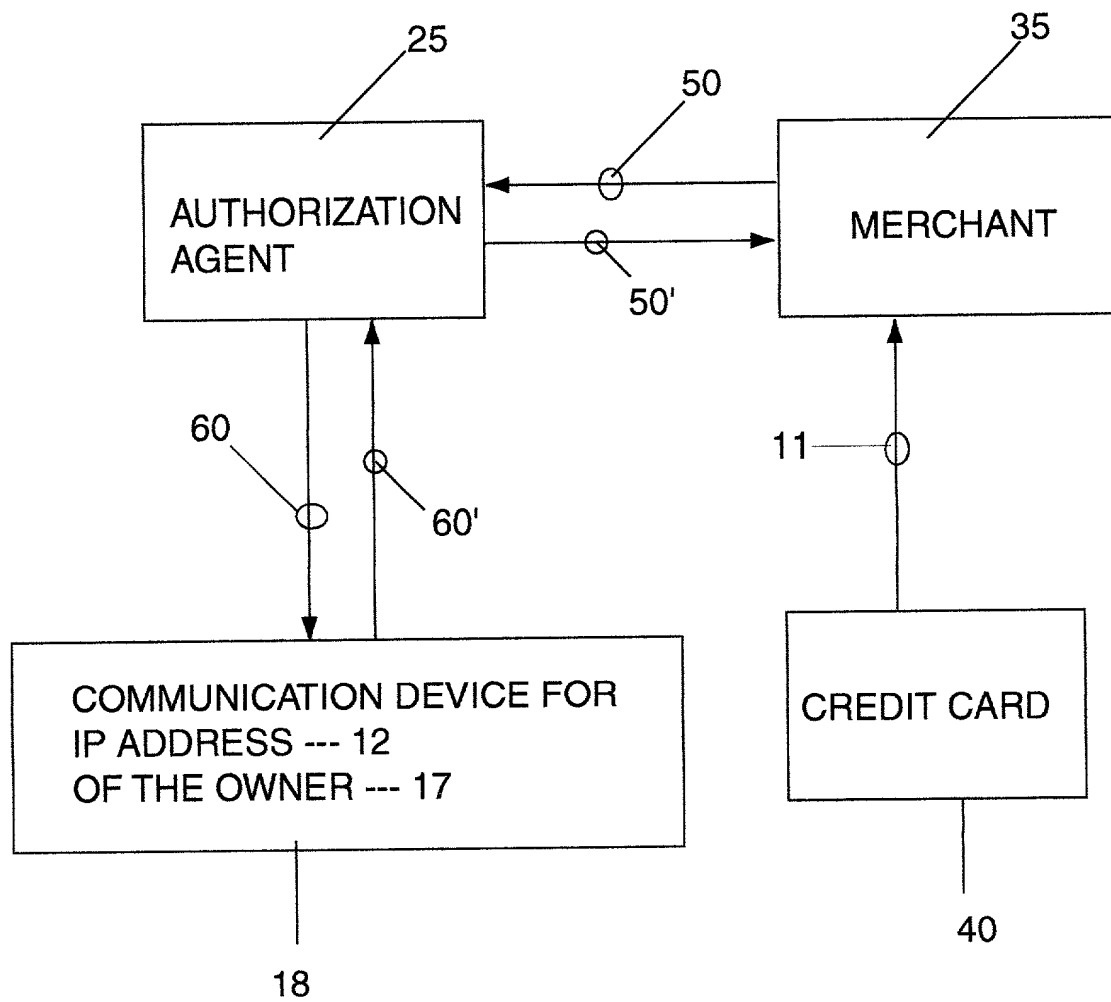 25
35
50
AUTHORIZATION
AGENT
MERCHANT
50'
60
11
60'
COMMUNICATION DEVICE FOR
IP ADDRESS --- 12
OF THE OWNER --- 17
CREDIT CARD
40
18